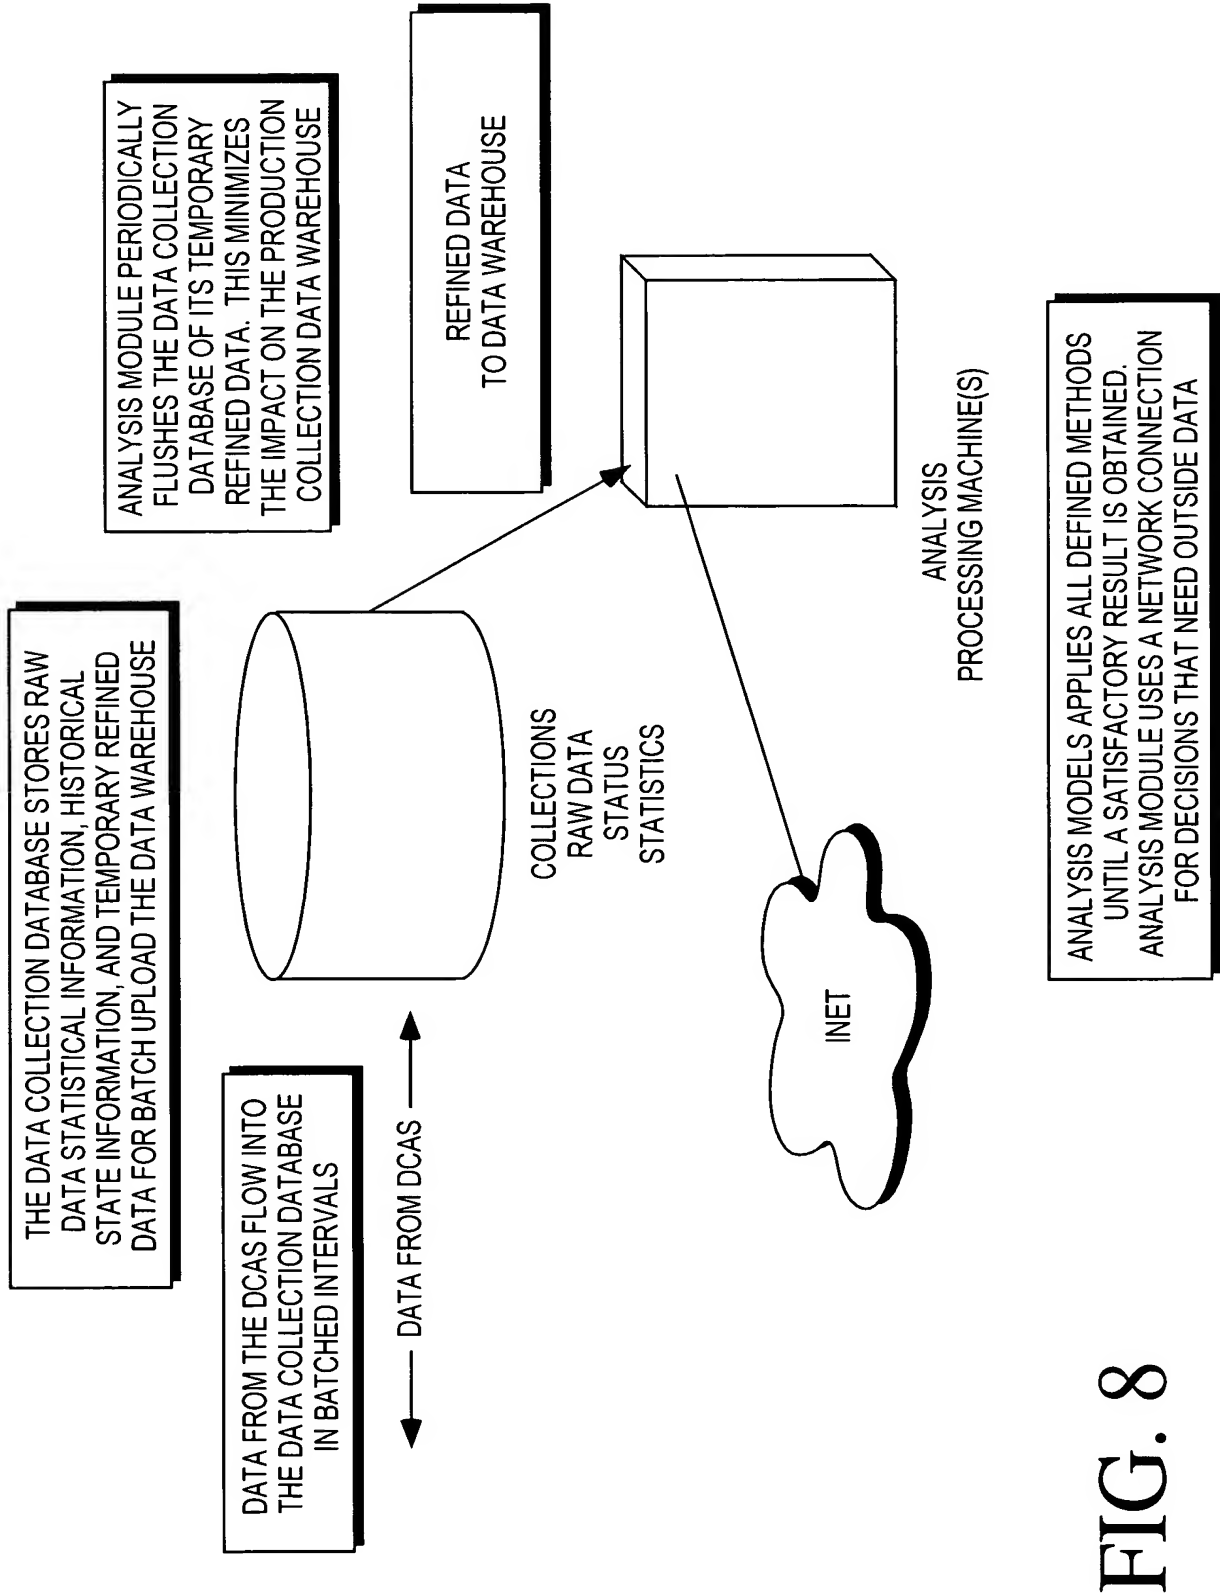 THE DATA COLLECTION DATABASE STORES RAW
DATA STATISTICAL INFORMATION, HISTORICAL
STATE INFORMATION, AND TEMPORARY REFINED
DATA FOR BATCH UPLOAD THE DATA WAREHOUSE
ANALYSIS MODULE PERIODICALLY
FLUSHES THE DATA COLLECTION
DATABASE OF ITS TEMPORARY
REFINED DATA. THIS MINIMIZES
THE IMPACT ON THE PRODUCTION
COLLECTION DATA WAREHOUSE
DATA FROM THE DCAS FLOW INTO
THE DATA COLLECTION DATABASE
IN BATCHED INTERVALS
DATA FROM DCAS
COLLECTIONS
RAW DATA
STATUS
STATISTICS
REFINED DATA
TO DATA WAREHOUSE
INET
ANALYSIS
PROCESSING MACHINE(S)
ANALYSIS MODELS APPLIES ALL DEFINED METHODS
UNTIL A SATISFACTORY RESULT IS OBTAINED.
ANALYSIS MODULE USES A NETWORK CONNECTION
FOR DECISIONS THAT NEED OUTSIDE DATA
FIG. 8